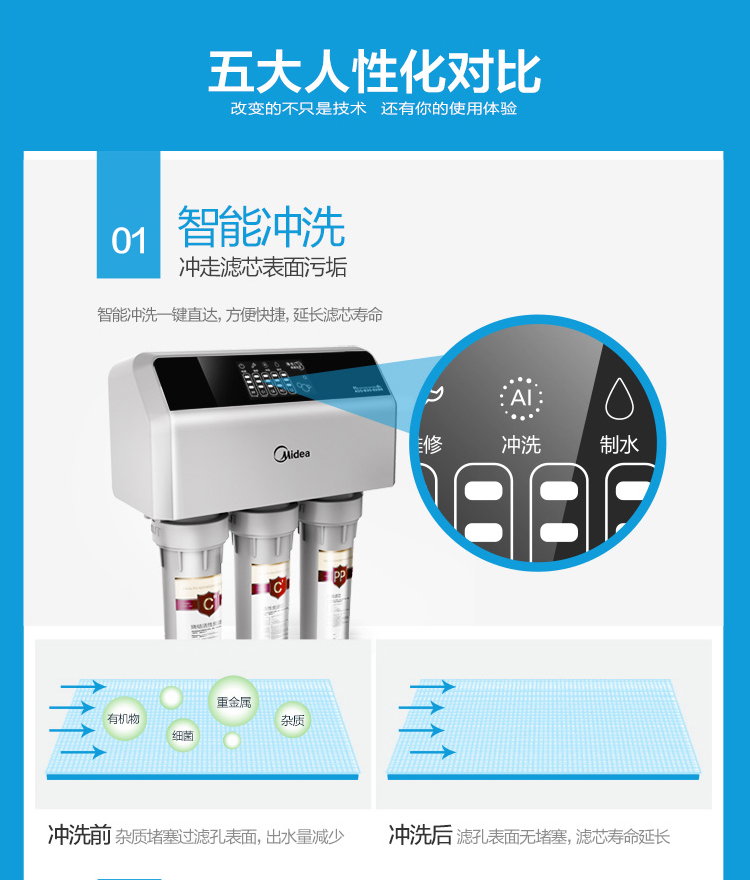 五大人性化对比
改变的不只是技术 还有你的使用体验
01
智能冲洗
冲走滤芯表面污垢
智能冲洗一键直达, 方便快捷, 延长滤芯寿命
AI
修 冲洗 制水
Midea
C
C
PP
有机物
细菌
重金属
杂质
冲洗前 杂质堵塞过滤孔表面, 出水量减少
冲洗后 滤孔表面无堵塞, 滤芯寿命延长